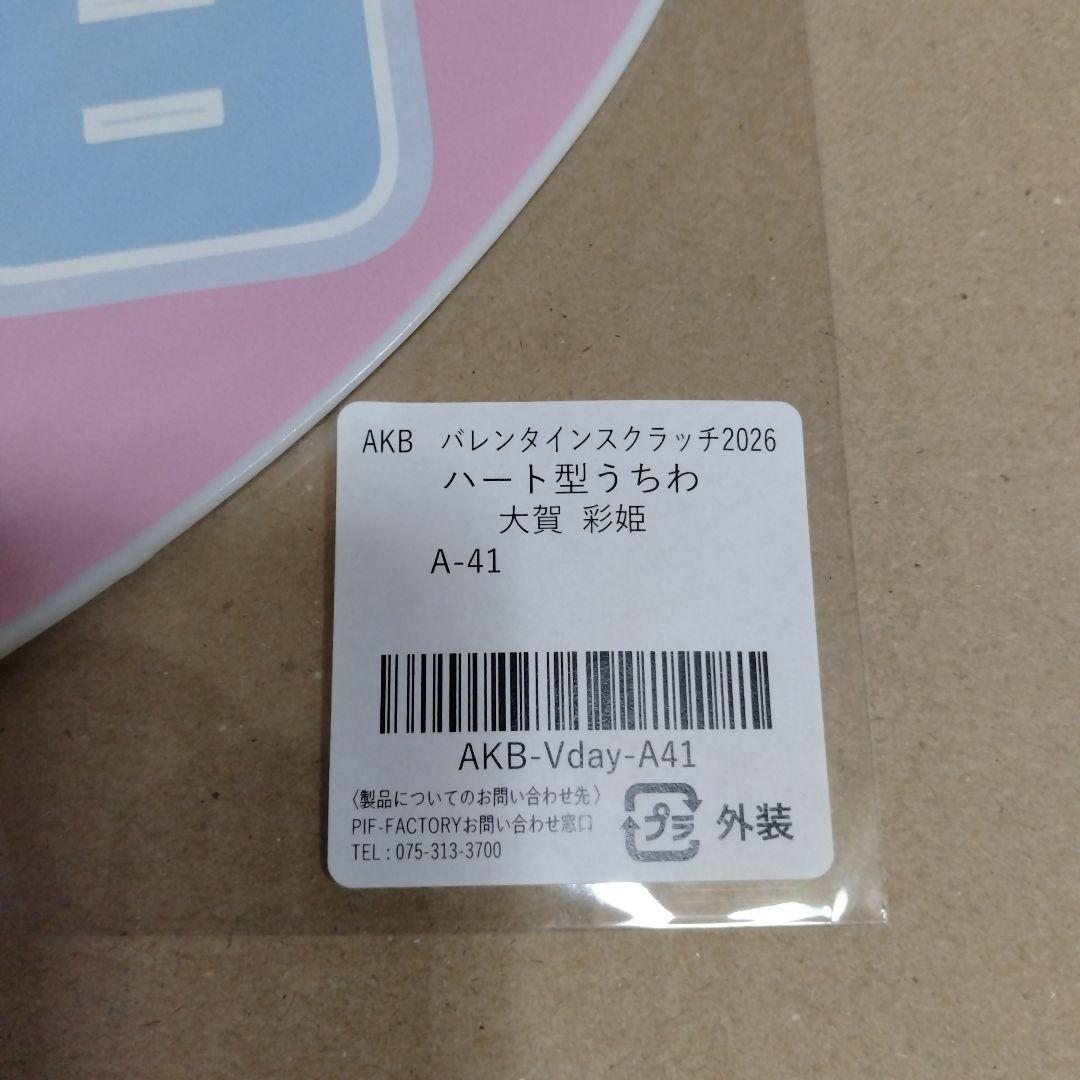 AKB　バレンタインスクラッチ2026
ハート型うちわ
大賀 彩姫
A-41
AKB-Vday-A41
〈製品についてのお問い合わせ先〉
PIF-FACTORYお問い合わせ窓口
TEL : 075-313-3700
プラ 外装